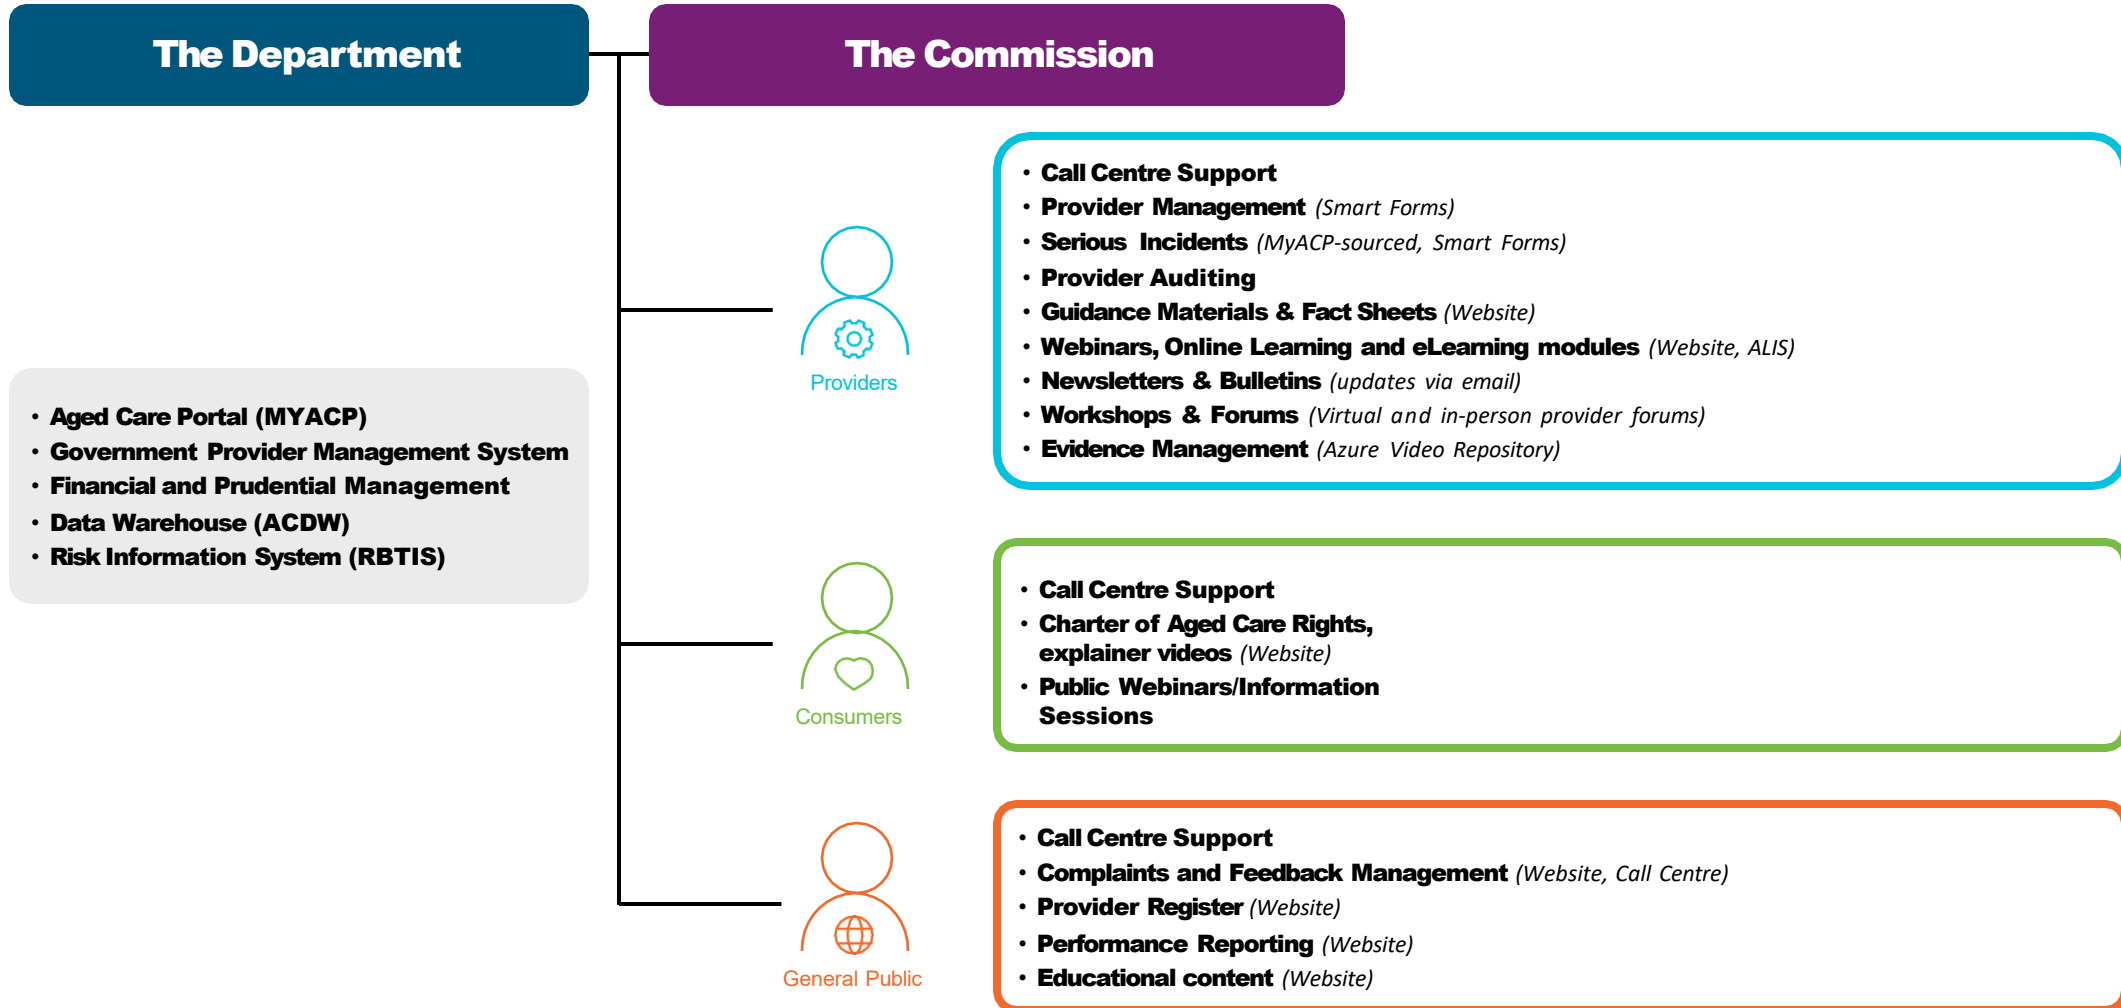 The Department
The Commission
• Aged Care Portal (MYACP)
• Government Provider Management System
• Financial and Prudential Management
• Data Warehouse (ACDW)
• Risk Information System (RBTIS)
Providers
• Call Centre Support
• Provider Management (Smart Forms)
• Serious Incidents (MyACP-sourced, Smart Forms)
• Provider Auditing
• Guidance Materials & Fact Sheets (Website)
• Webinars, Online Learning and eLearning modules (Website, ALIS)
• Newsletters & Bulletins (updates via email)
• Workshops & Forums (Virtual and in-person provider forums)
• Evidence Management (Azure Video Repository)
Consumers
• Call Centre Support
• Charter of Aged Care Rights,
explainer videos (Website)
• Public Webinars/Information
Sessions
General Public
• Call Centre Support
• Complaints and Feedback Management (Website, Call Centre)
• Provider Register (Website)
• Performance Reporting (Website)
• Educational content (Website)